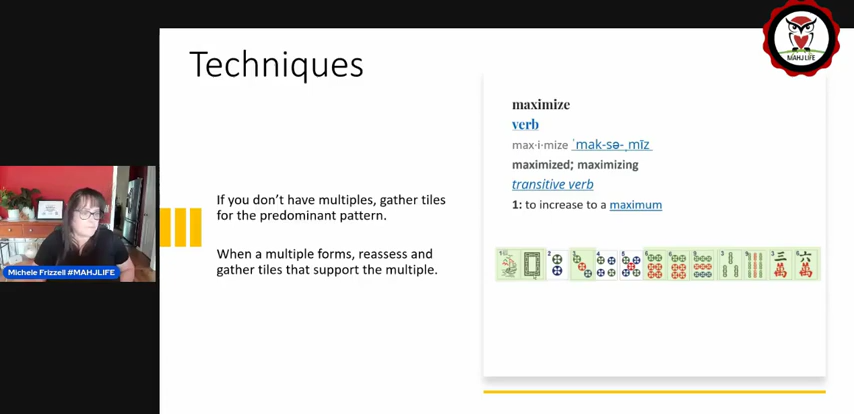 Techniques
MAHJ LIFE
maximize
verb
max·i·mize ˈmak-sə-ˌmīz
maximized; maximizing
transitive verb
1: to increase to a maximum
If you don’t have multiples, gather tiles
for the predominant pattern.
When a multiple forms, reassess and
gather tiles that support the multiple.
Michele Frizzell #MAHJLIFE